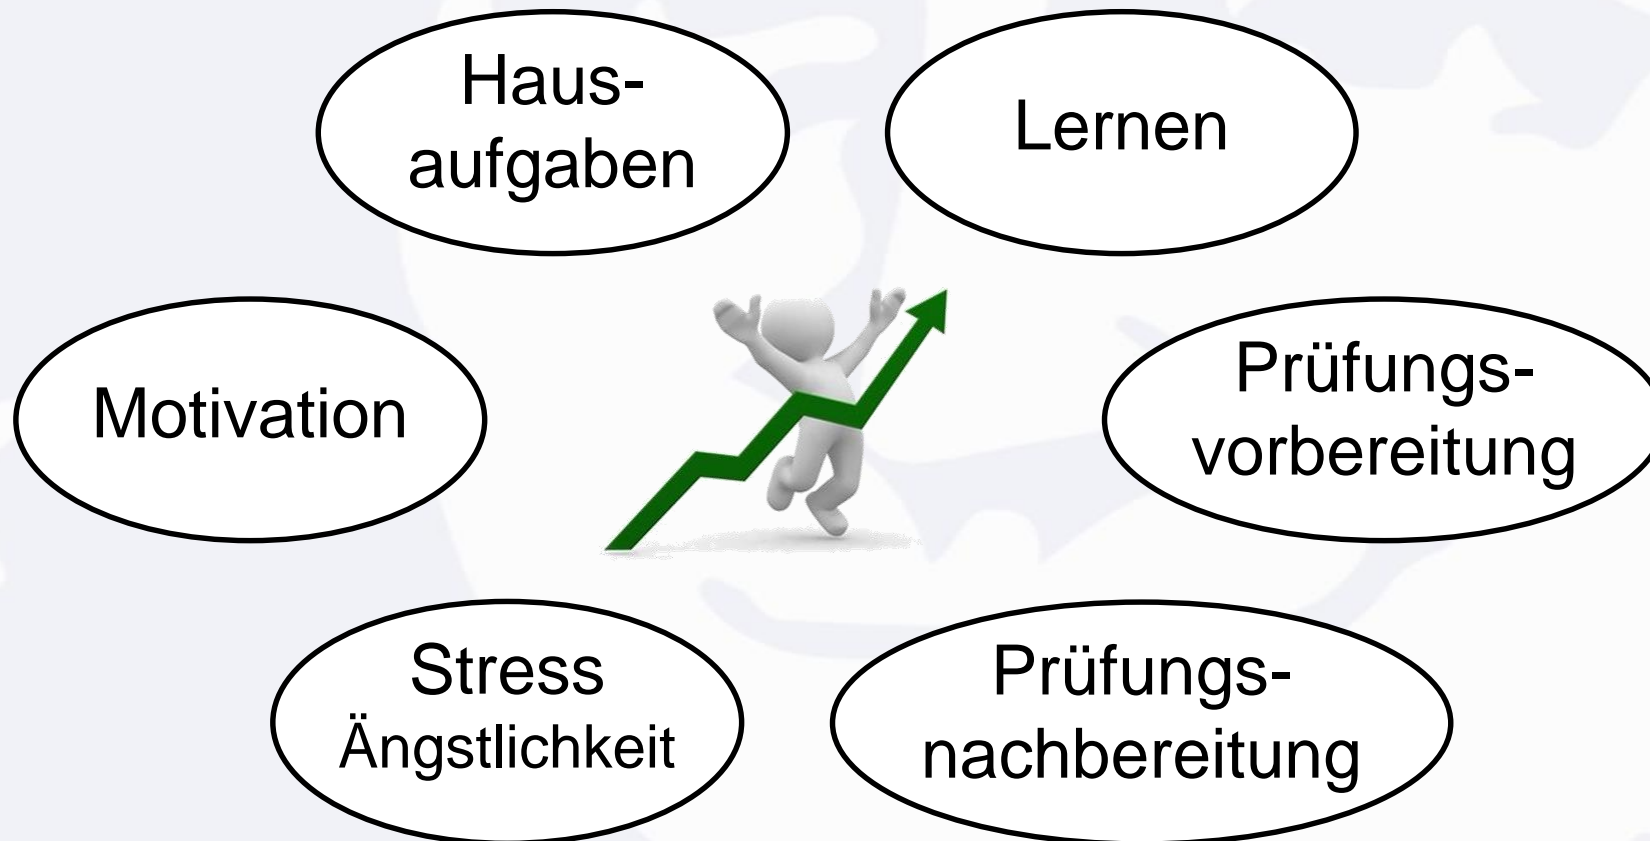 Haus-
aufgaben
Lernen
Motivation
Prüfungs-
vorbereitung
Stress
Ängstlichkeit
Prüfungs-
nachbereitung